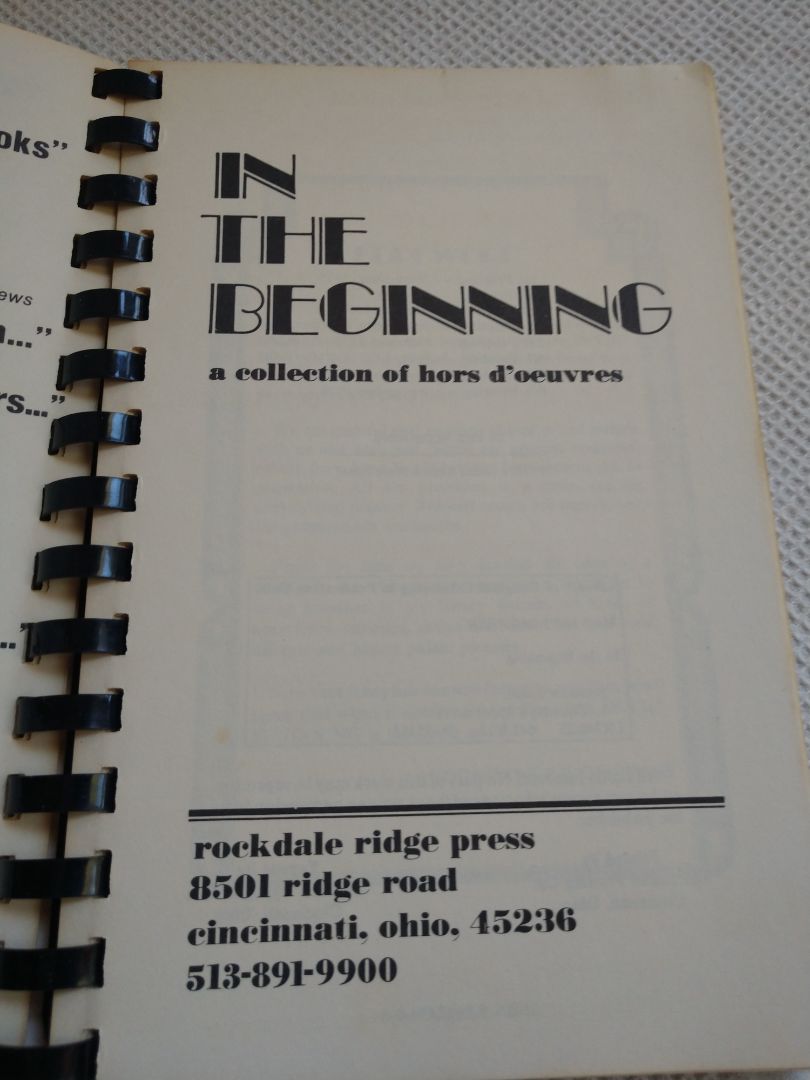 oks”
ews
...”
rs...”
IN
THE
BEGINNING
a collection of hors d’oeuvres
rockdale ridge press
8501 ridge road
cincinnati, ohio, 45236
513-891-9900